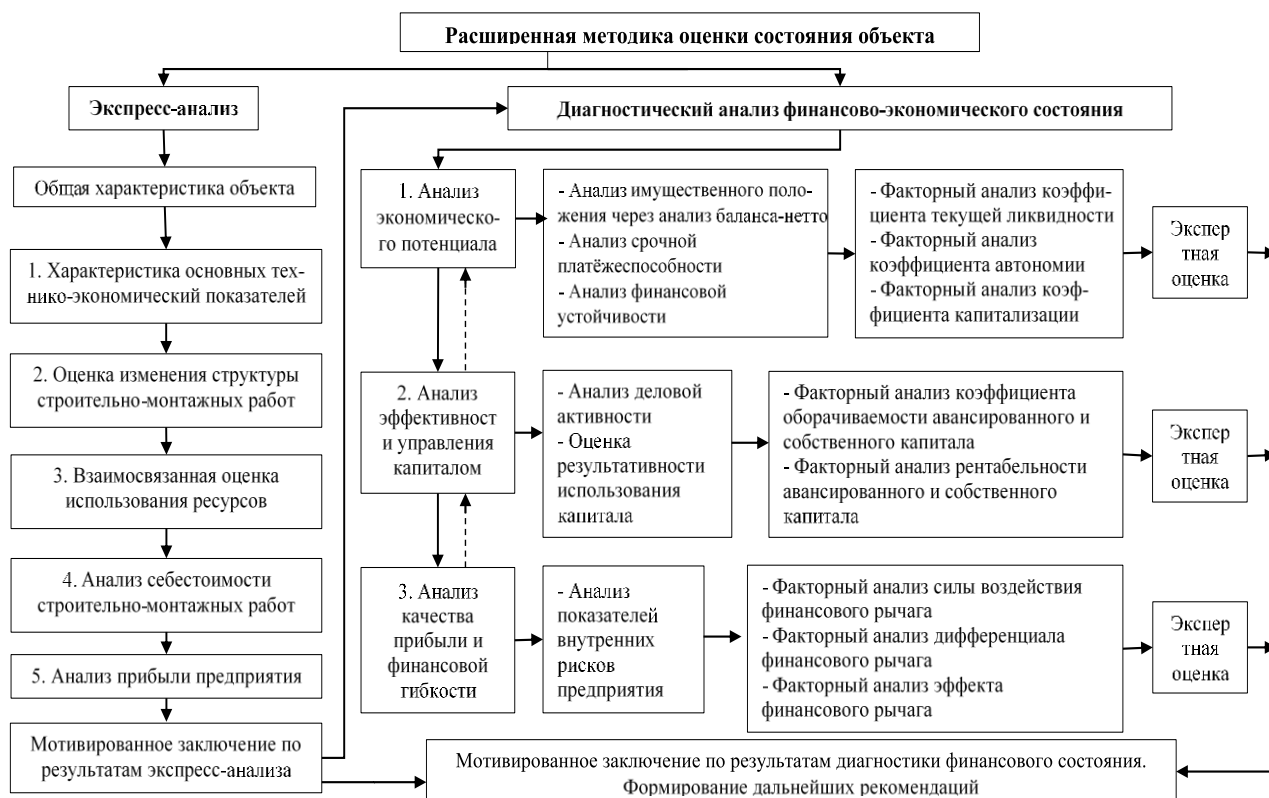 Расширенная методика оценки состояния объекта
Экспресс-анализ
Диагностический анализ финансово-экономического состояния
Общая характеристика объекта
1. Характеристика основных тех-
нико-экономический показателей
2. Оценка изменения структуры
строительно-монтажных работ
3. Взаимосвязанная оценка
использования ресурсов
4. Анализ себестоимости
строительно-монтажных работ
5. Анализ прибыли предприятия
Мотивированное заключение по
результатам экспресс-анализа
1. Анализ
экономическо-
го потенциала
- Анализ имущественного поло-
жения через анализ баланса-нетто
- Анализ срочной
платёжеспособности
- Анализ финансовой
устойчивости
- Факторный анализ коэффи-
циента текущей ликвидности
- Факторный анализ
коэффициента автономии
- Факторный анализ коэф-
фициента капитализации
Экспер
тная
оценка
2. Анализ
эффективност
и управления
капиталом
- Анализ деловой
активности
- Оценка
результативности
использования
капитала
- Факторный анализ коэффициента
оборачиваемости авансированного и
собственного капитала
- Факторный анализ рентабельности
авансированного и собственного
капитала
Экспер
тная
оценка
3. Анализ
качества
прибыли и
финансовой
гибкости
- Анализ
показателей
внутренних
рисков
предприятия
- Факторный анализ силы воздействия
финансового рычага
- Факторный анализ дифференциала
финансового рычага
- Факторный анализ эффекта
финансового рычага
Экспер
тная
оценка
Мотивированное заключение по результатам диагностики финансового состояния.
Формирование дальнейших рекомендаций